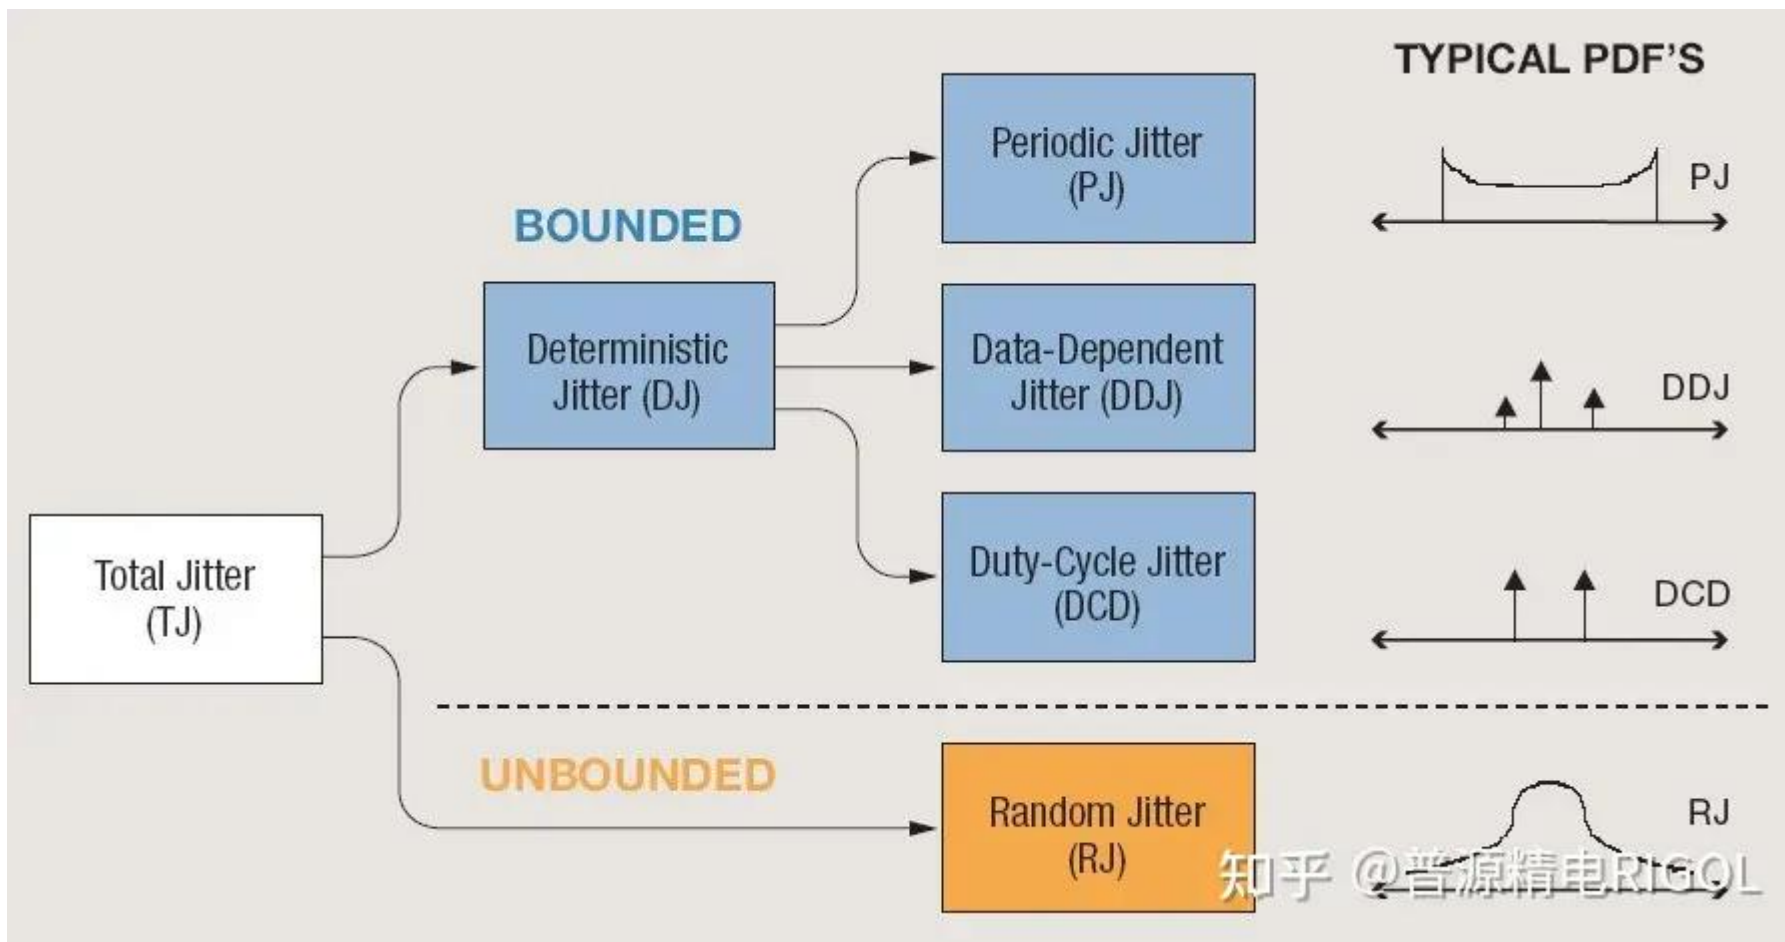 TYPICAL PDF'S
Periodic Jitter
(PJ)
PJ
BOUNDED
Deterministic
Jitter (DJ)
Data-Dependent
Jitter (DDJ)
DDJ
Total Jitter
(TJ)
Duty-Cycle Jitter
(DCD)
DCD
UNBOUNDED
Random Jitter
(RJ)
RJ
知乎 @普源精电RIGOL